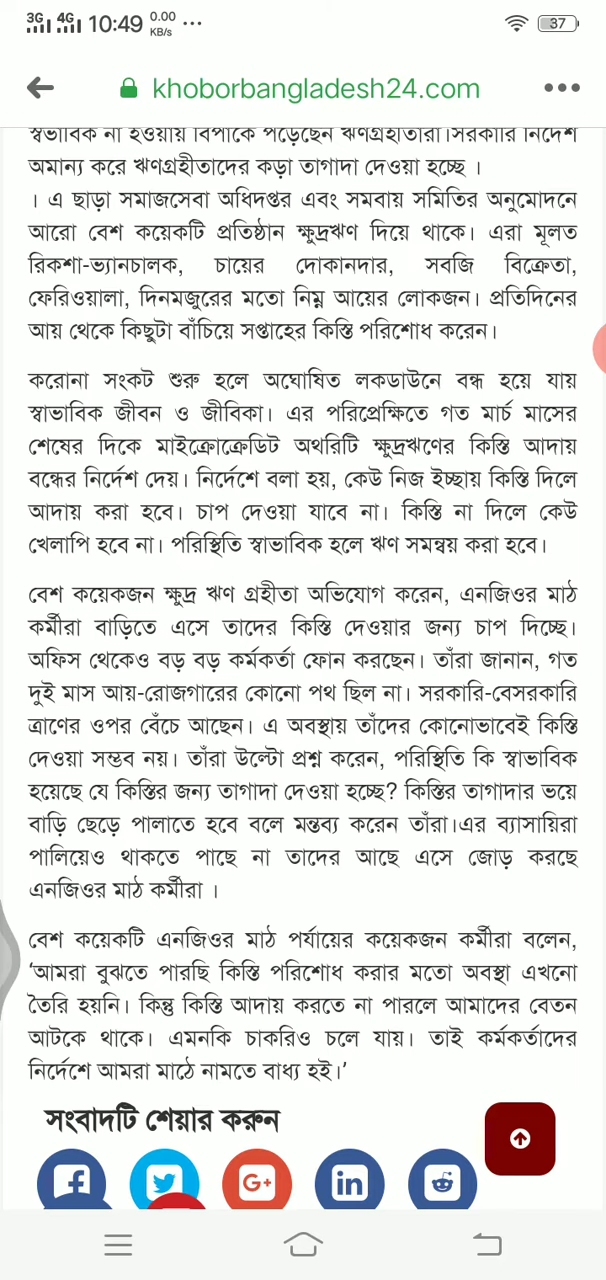 3G 4G 10:49 0.00 KB/s ... 37
khoborbangladesh24.com
স্বাভাবিক না হওয়ায় বিপাকে পড়েছেন ঋণগ্রহীতারা।সরকারি নির্দেশ
অমান্য করে ঋণগ্রহীতাদের কড়া তাগাদা দেওয়া হচ্ছে ।
। এ ছাড়া সমাজসেবা অধিদপ্তর এবং সমবায় সমিতির অনুমোদনে
আরো বেশ কয়েকটি প্রতিষ্ঠান ক্ষুদ্রঋণ দিয়ে থাকে। এরা মূলত
রিকশা-ভ্যানচালক, চায়ের দোকানদার, সবজি বিক্রেতা,
ফেরিওয়ালা, দিনমজুরের মতো নিম্ন আয়ের লোকজন। প্রতিদিনের
আয় থেকে কিছুটা বাঁচিয়ে সপ্তাহের কিস্তি পরিশোধ করেন।
করোনা সংকট শুরু হলে অঘোষিত লকডাউনে বন্ধ হয়ে যায়
স্বাভাবিক জীবন ও জীবিকা। এর পরিপ্রেক্ষিতে গত মার্চ মাসের
শেষের দিকে মাইক্রোক্রেডিট অথরিটি ক্ষুদ্রঋণের কিস্তি আদায়
বন্ধের নির্দেশ দেয়। নির্দেশে বলা হয়, কেউ নিজ ইচ্ছায় কিস্তি দিলে
আদায় করা হবে। চাপ দেওয়া যাবে না। কিস্তি না দিলে কেউ
খেলাপি হবে না। পরিস্থিতি স্বাভাবিক হলে ঋণ সমন্বয় করা হবে।
বেশ কয়েকজন ক্ষুদ্র ঋণ গ্রহীতা অভিযোগ করেন, এনজিওর মাঠ
কর্মীরা বাড়িতে এসে তাদের কিস্তি দেওয়ার জন্য চাপ দিচ্ছে।
অফিস থেকেও বড় বড় কর্মকর্তা ফোন করছেন। তাঁরা জানান, গত
দুই মাস আয়-রোজগারের কোনো পথ ছিল না। সরকারি-বেসরকারি
ত্রাণের ওপর বেঁচে আছেন। এ অবস্থায় তাঁদের কোনোভাবেই কিস্তি
দেওয়া সম্ভব নয়। তাঁরা উল্টো প্রশ্ন করেন, পরিস্থিতি কি স্বাভাবিক
হয়েছে যে কিস্তির জন্য তাগাদা দেওয়া হচ্ছে? কিস্তির তাগাদার ভয়ে
বাড়ি ছেড়ে পালাতে হবে বলে মন্তব্য করেন তাঁরা।এর ব্যাসায়িরা
পালিয়েও থাকতে পাছে না তাদের আছে এসে জোড় করছে
এনজিওর মাঠ কর্মীরা ।
বেশ কয়েকটি এনজিওর মাঠ পর্যায়ের কয়েকজন কর্মীরা বলেন,
‘আমরা বুঝতে পারছি কিস্তি পরিশোধ করার মতো অবস্থা এখনো
তৈরি হয়নি। কিন্তু কিস্তি আদায় করতে না পারলে আমাদের বেতন
আটকে থাকে। এমনকি চাকরিও চলে যায়। তাই কর্মকর্তাদের
নির্দেশে আমরা মাঠে নামতে বাধ্য হই।’
সংবাদটি শেয়ার করুন